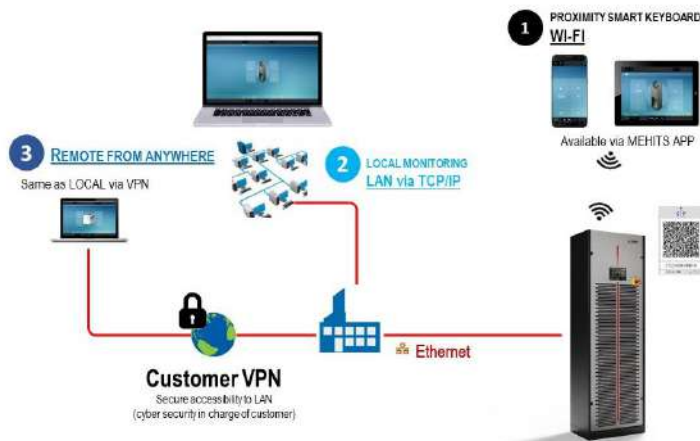 1
PROXIMITY SMART KEYBOARD
WI-FI
Available via MEHITS APP
3
REMOTE FROM ANYWHERE
Same as LOCAL via VPN
2
LOCAL MONITORING
LAN via TCP/IP
Ethernet
Customer VPN
Secure accessibility to LAN
(cyber security in charge of customer)